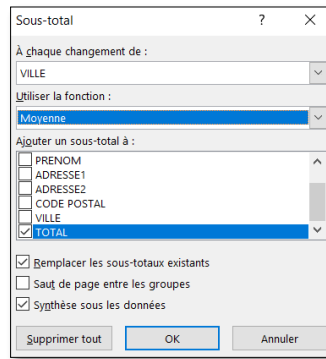 Sous-total ? ×
À chaque changement de :
VILLE
Utiliser la fonction :
Moyenne
Ajouter un sous-total à :
PRENOM
ADRESSE1
ADRESSE2
CODE POSTAL
VILLE
TOTAL
Remplacer les sous-totaux existants
Saut de page entre les groupes
Synthèse sous les données
Supprimer tout OK Annuler